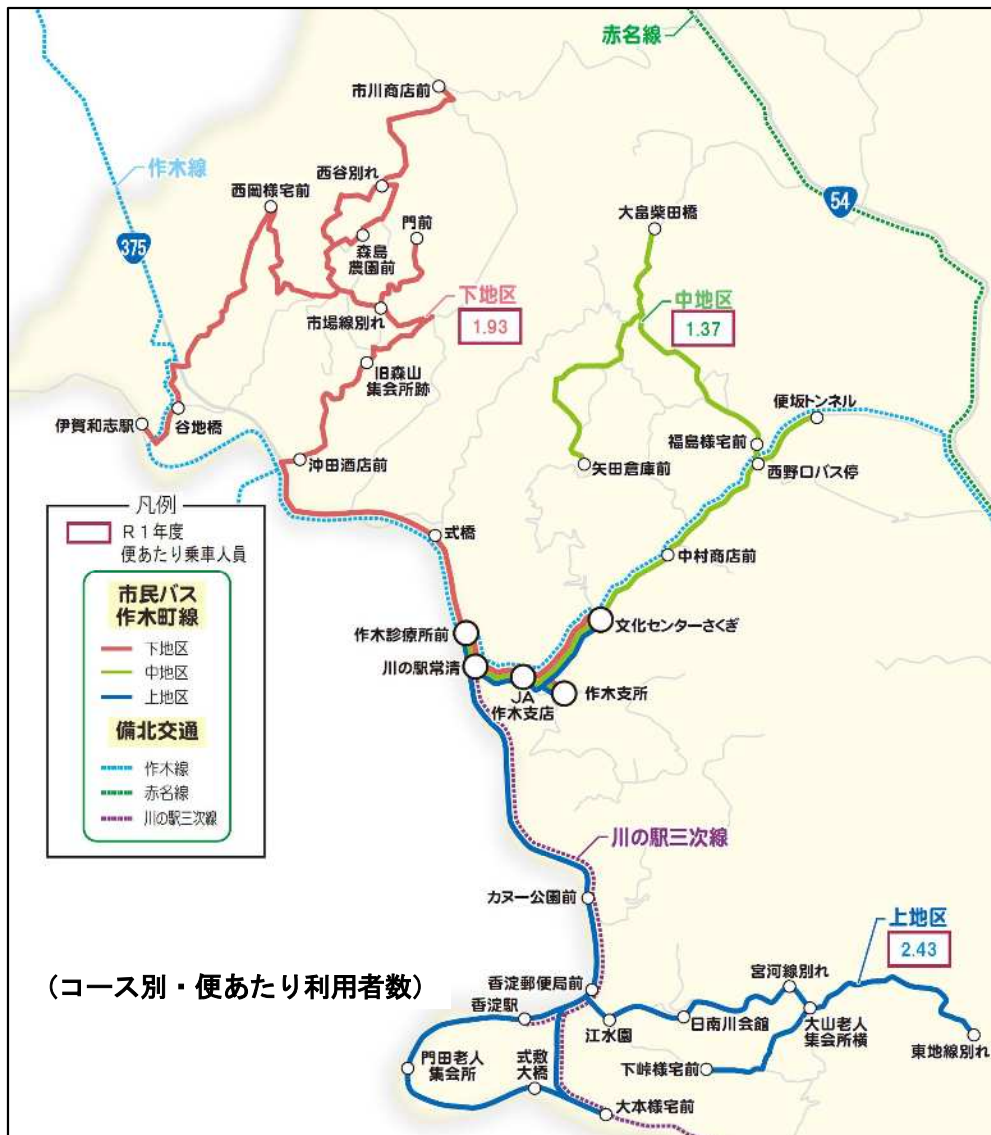 赤名線
市川商店前
作木線
西谷別れ
西岡様宅前
門前
大畠柴田橋
54
375
森島
農園前
下地区
1.93
中地区
1.37
市場線別れ
旧森山
集会所跡
便坂トンネル
伊賀和志駅
谷地橋
福島様宅前
沖田酒店前
矢田倉庫前
西野口バス停
凡例
R1年度
便あたり乗車人員
式橋
中村商店前
市民バス
作木町線
下地区
中地区
上地区
備北交通
作木線
赤名線
川の駅三次線
作木診療所前
文化センターさくぎ
川の駅常清
JA
作木支店
作木支所
川の駅三次線
カヌー公園前
上地区
2.43
(コース別・便あたり利用者数)
香淀郵便局前
宮河線別れ
香淀駅
江水園
日南川会館
大山老人
集会所横
東地線別れ
門田老人
集会所
式敷
大橋
下峠様宅前
大本様宅前